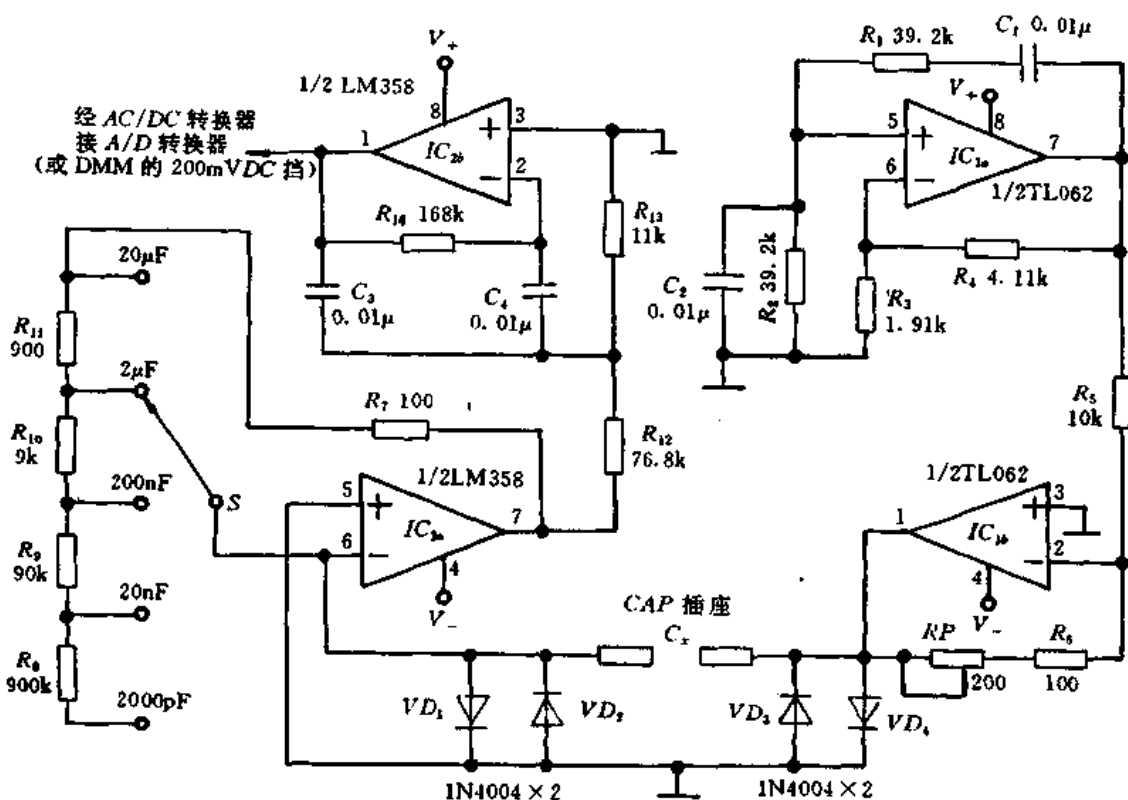 R₁ 39.2k
C₁ 0.01μ
V₊
V₊
1/2 LM358
经 AC/DC 转换器
接 A/D 转换器
(或 DMM 的 200mVDC 挡)
1
8
3
2
+
−
IC₂ᵦ
5
6
8
7
+
−
IC₁ₐ
1/2TL062
R₁₄ 168k
R₁₃
11k
C₃
0.01μ
C₄
0.01μ
C₂
0.01μ
R₂ 39.2k
R₃
1.91k
R₄ 4.11k
20μF
R₁₁
900
2μF
R₁₀
9k
200nF
R₉
90k
20nF
R₈
900k
2000pF
S
R₇ 100
R₁₂
76.8k
R₅
10k
1/2LM358
5
6
7
4
+
−
IC₂ₐ
V₋
1/2TL062
1
3
2
4
+
−
IC₁ᵦ
V₋
CAP 插座
Cₓ
RP
200
R₆
100
VD₁
VD₂
VD₃
VD₄
1N4004×2
1N4004×2